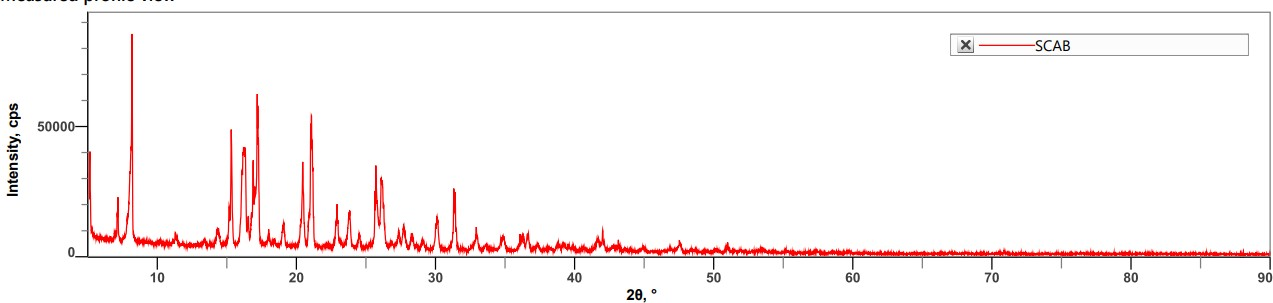 measured profile view
SCAB
Intensity, cps
50000
0
10 20 30 40 50 60 70 80 90
2θ, °